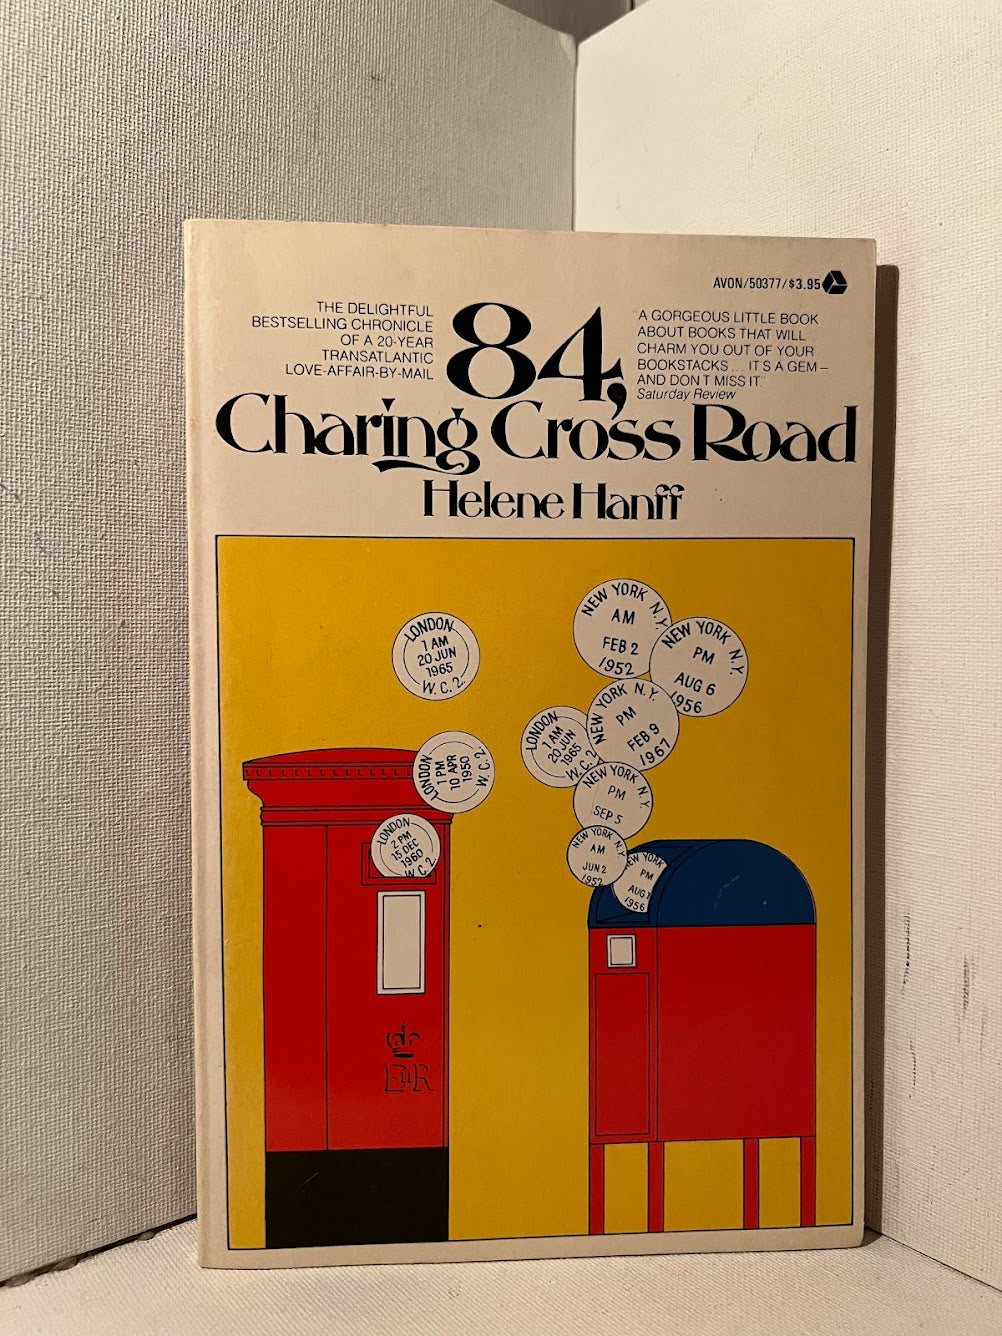 AVON/50377/$3.95
THE DELIGHTFUL
BESTSELLING CHRONICLE
OF A 20-YEAR
TRANSATLANTIC
LOVE-AFFAIR-BY-MAIL
"A GORGEOUS LITTLE BOOK
ABOUT BOOKS THAT WILL
CHARM YOU OUT OF YOUR
BOOKSTACKS... IT'S A GEM—
AND DON'T MISS IT."
Saturday Review
84,
Charing Cross Road
Helene Hanff
LONDON
1 AM
20 JUN
1965
W.C.2.
NEW YORK N.Y.
AM
FEB 2
1952
NEW YORK N.Y.
PM
AUG 6
1956
NEW YORK N.Y.
PM
FEB 9
1967
LONDON
1 AM
20 JUN
1965
W.C.2
LONDON
1 PM
10 APR
1950
W.C.2.
NEW YORK N.Y.
PM
SEP 5
LONDON
2 PM
15 DEC
1960
W.C.2.
NEW YORK N.Y.
AM
JUN 2
1952
EW YORK
PM
AUG 1
1956
EIIR